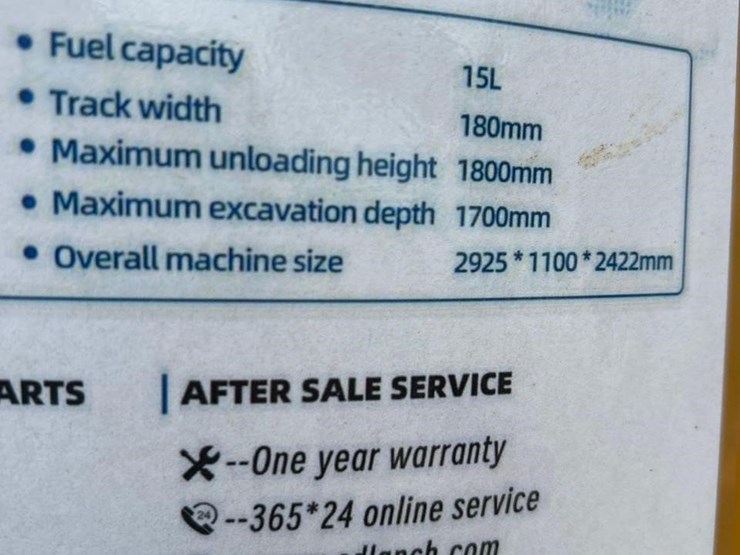 • Fuel capacity 15L
• Track width 180mm
• Maximum unloading height 1800mm
• Maximum excavation depth 1700mm
• Overall machine size 2925*1100*2422mm
ARTS | AFTER SALE SERVICE
--One year warranty
24 --365*24 online service